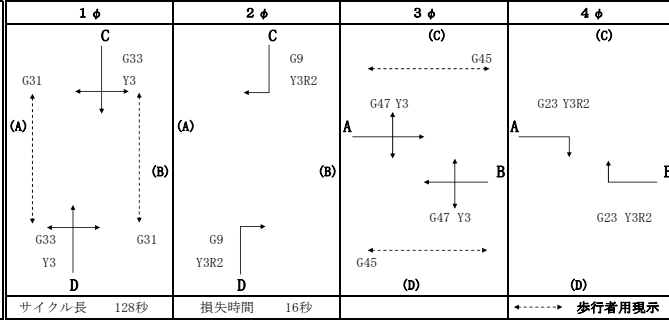 1φ 2φ 3φ 4φ
C
G33
Y3
G31
(A)
(B)
G33
Y3
G31
D
C
G9
Y3R2
(A)
(B)
G9
Y3R2
D
(C)
G45
G47 Y3
A
B
G47 Y3
G45
(D)
(C)
G23 Y3R2
A
B
G23 Y3R2
(D)
サイクル長 128秒 損失時間 16秒 歩行者用現示